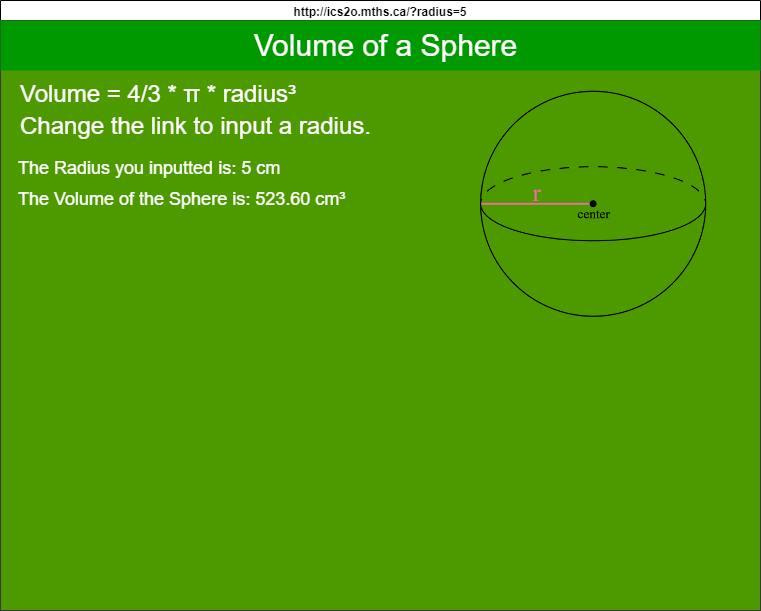 http://ics2o.mths.ca/?radius=5
Volume of a Sphere
Volume = 4/3 * π * radius³
Change the link to input a radius.
The Radius you inputted is: 5 cm
The Volume of the Sphere is: 523.60 cm³
r
center